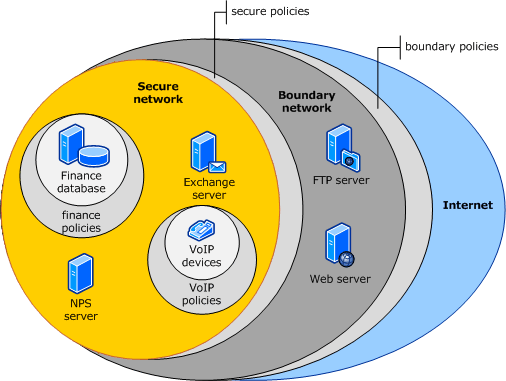 secure policies
boundary policies
Secure
network
Boundary
network
Finance
database
finance
policies
Exchange
server
FTP server
Internet
VoIP
devices
VoIP
policies
NPS
server
Web server